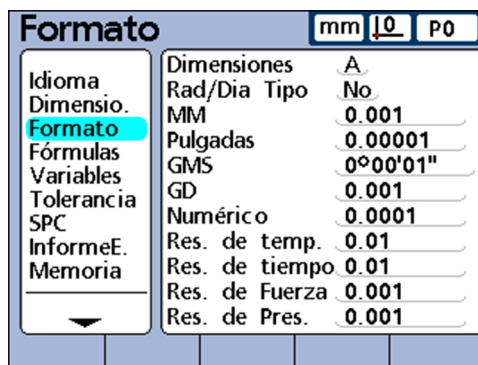 Formato
mm 0 P0
Idioma
Dimensio.
Formato
Fórmulas
Variables
Tolerancia
SPC
InformeE.
Memoria
Dimensiones A
Rad/Dia Tipo No
MM 0.001
Pulgadas 0.00001
GMS 0°00'01"
GD 0.001
Numérico 0.0001
Res. de temp. 0.01
Res. de tiempo 0.01
Res. de Fuerza 0.001
Res. de Pres. 0.001